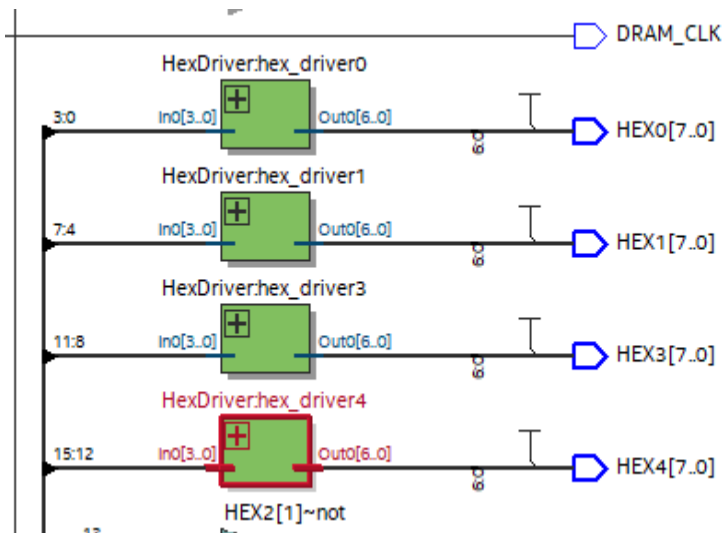 DRAM_CLK
HexDriver:hex_driver0
3:0 In0[3..0] Out0[6..0] 6:0 HEX0[7..0]
HexDriver:hex_driver1
7:4 In0[3..0] Out0[6..0] 6:0 HEX1[7..0]
HexDriver:hex_driver3
11:8 In0[3..0] Out0[6..0] 6:0 HEX3[7..0]
HexDriver:hex_driver4
15:12 In0[3..0] Out0[6..0] 6:0 HEX4[7..0]
HEX2[1]~not